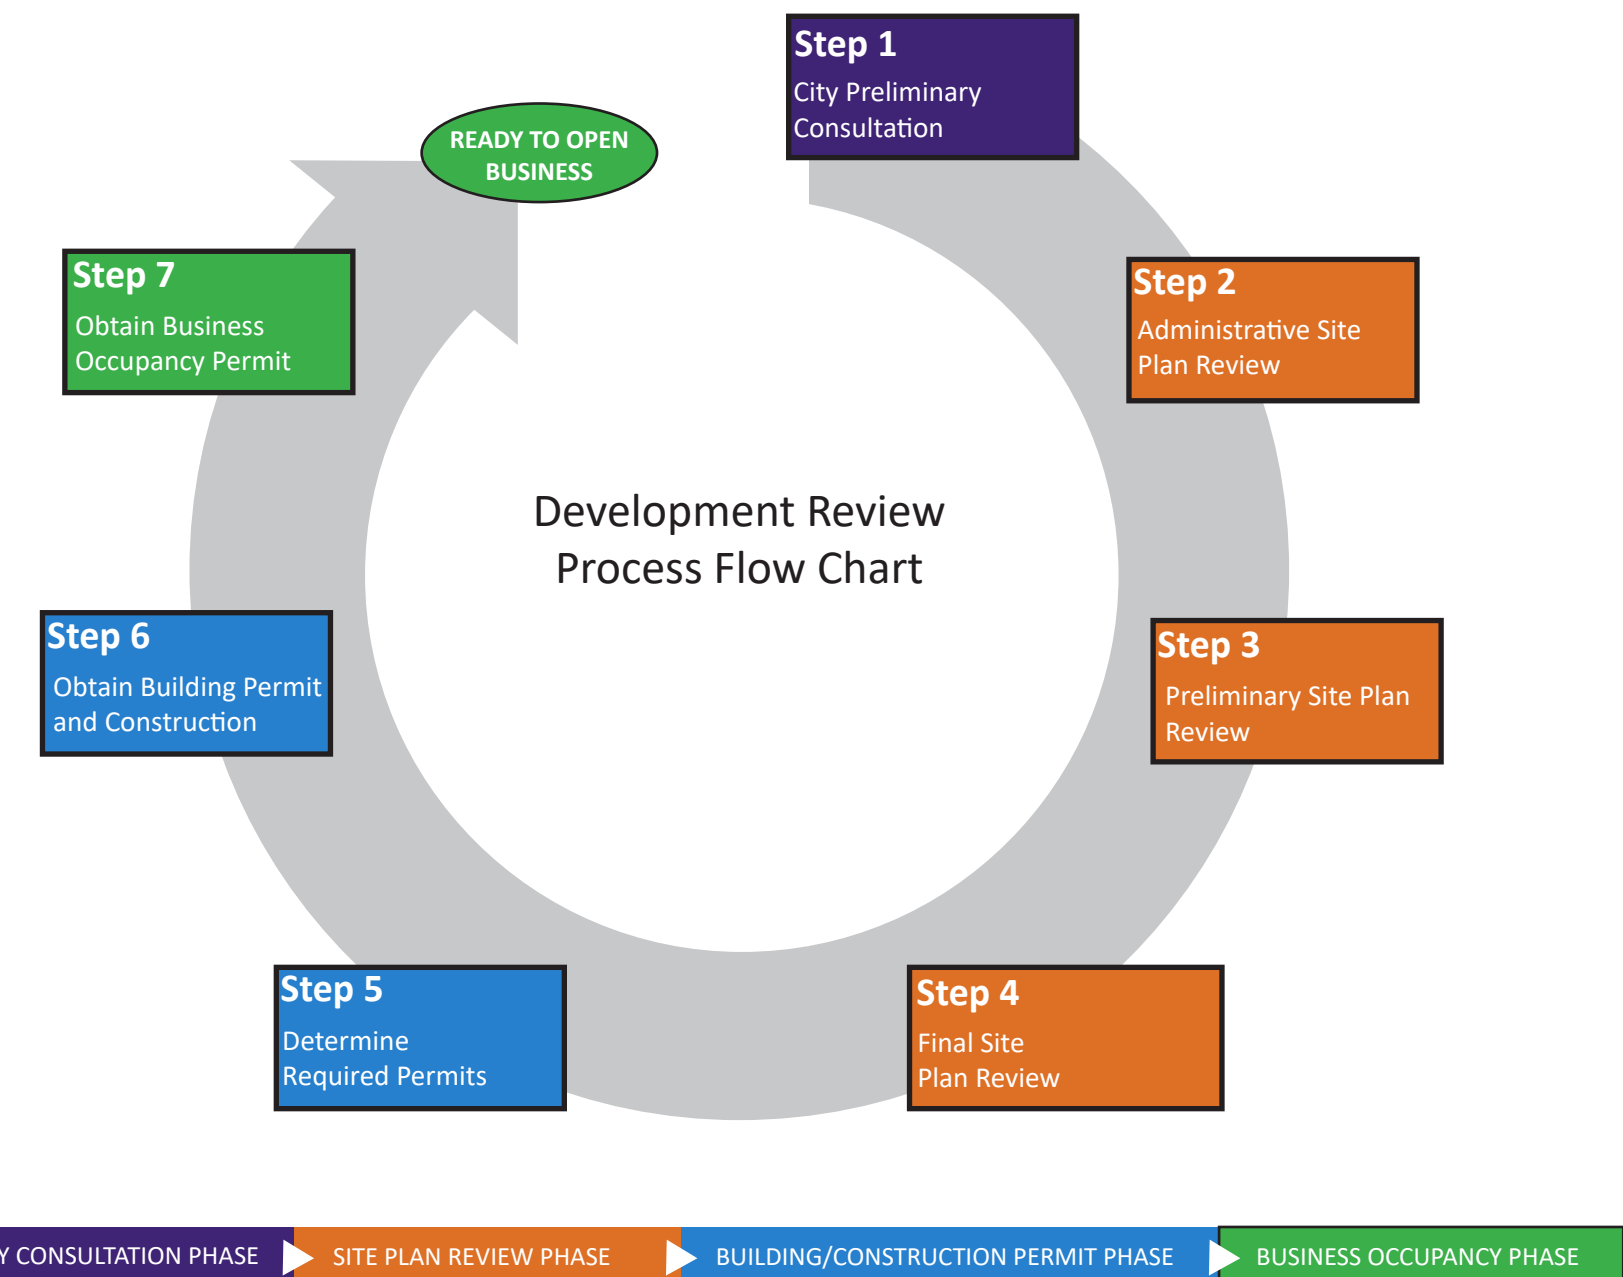 Step 1
City Preliminary
Consultation
READY TO OPEN
BUSINESS
Step 2
Administrative Site
Plan Review
Step 3
Preliminary Site Plan
Review
Step 4
Final Site
Plan Review
Step 5
Determine
Required Permits
Step 6
Obtain Building Permit
and Construction
Step 7
Obtain Business
Occupancy Permit
Development Review
Process Flow Chart
Y CONSULTATION PHASE
SITE PLAN REVIEW PHASE
BUILDING/CONSTRUCTION PERMIT PHASE
BUSINESS OCCUPANCY PHASE